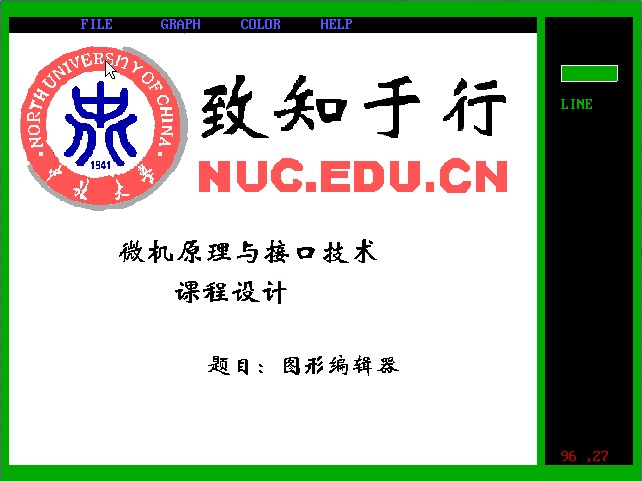 FILE GRAPH COLOR HELP
NORTH UNIVERSITY OF CHINA
1941
中北大学
致知于行
NUC.EDU.CN
微机原理与接口技术
课程设计
题目：图形编辑器
LINE
96 ,27